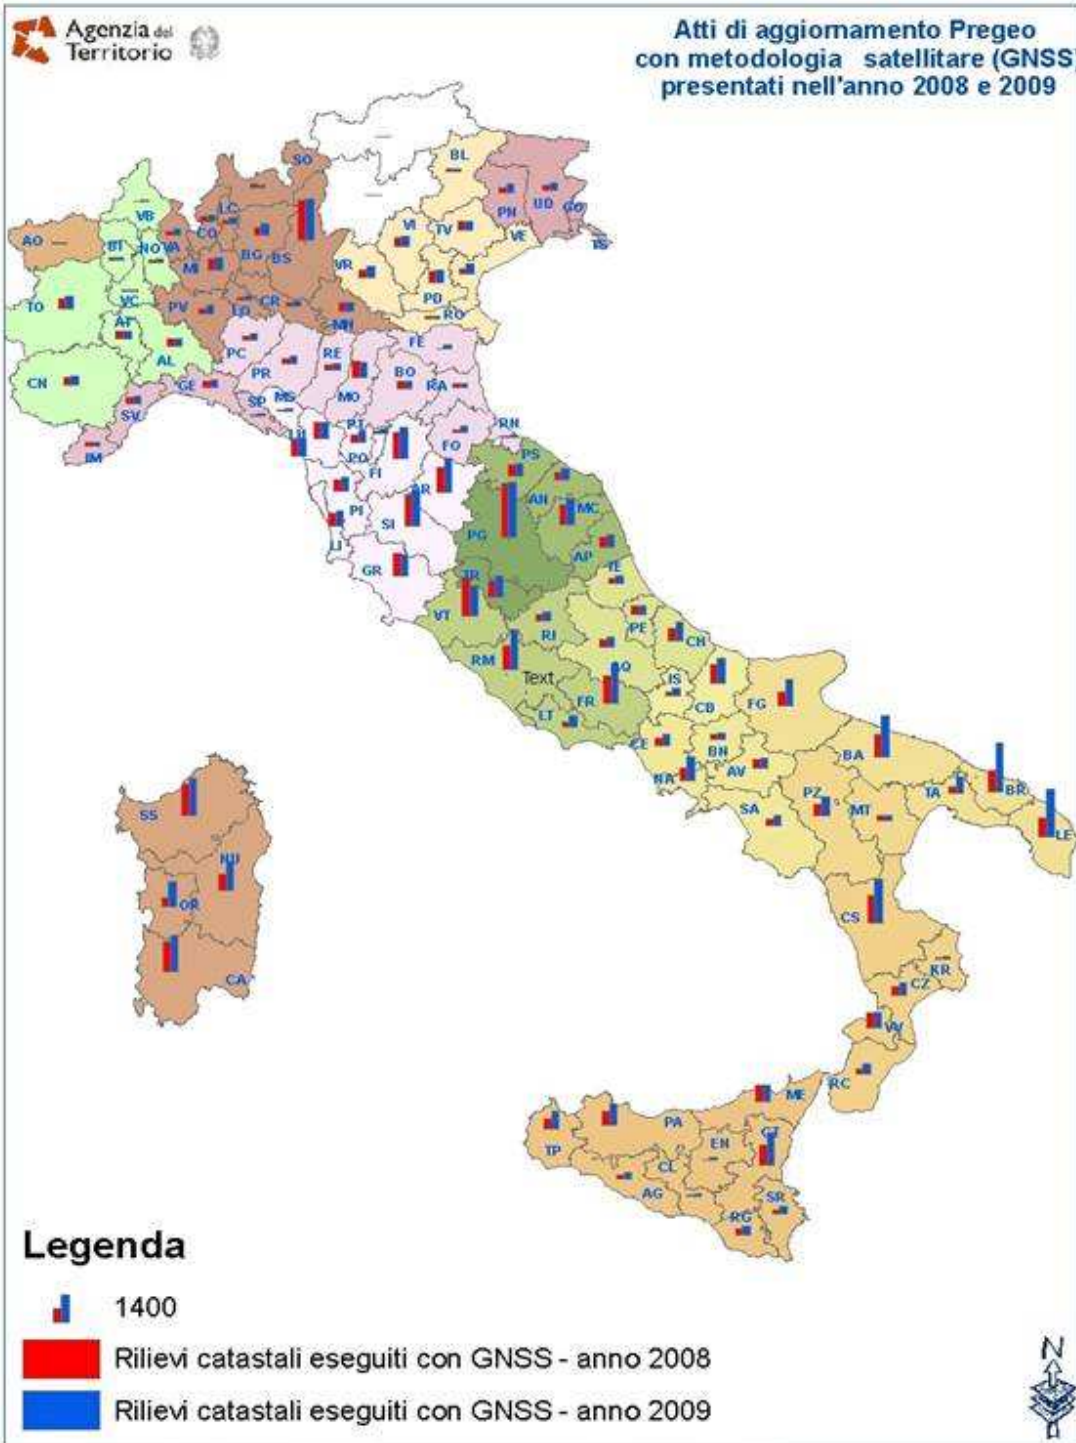 Agenzia del
Territorio
Atti di aggiornamento Pregeo
con metodologia satellitare (GNSS)
presentati nell'anno 2008 e 2009
BL
SO
PN
UD
GO
TS
VB
LC
VI
TV
VE
AO
BT
NO
VA
CO
MI
BG
BS
VR
PD
TO
VC
PV
LO
CR
RO
AT
MN
AL
PC
RE
FE
CN
GE
PR
BO
RA
SV
SP
MS
MO
IM
PT
FO
RN
LU
PO
FI
PS
AR
AN
MC
PI
SI
PG
LI
AP
GR
TR
TE
VT
RI
PE
CH
RM
AQ
Text
IS
FR
CB
FG
LT
CE
BN
BA
NA
AV
SS
SA
PZ
MT
TA
BR
LE
NU
OR
CS
CA
KR
CZ
VV
RC
ME
PA
CT
TP
EN
CL
AG
SR
RG
Legenda
1400
Rilievi catastali eseguiti con GNSS - anno 2008
Rilievi catastali eseguiti con GNSS - anno 2009
N